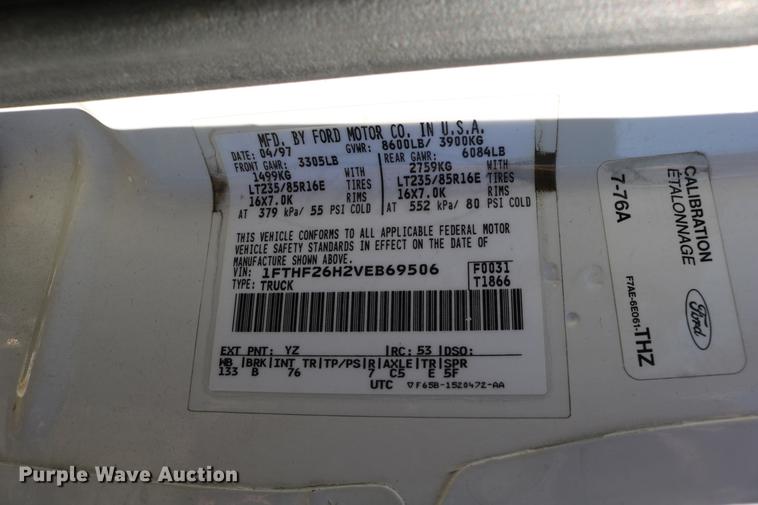 MFD. BY FORD MOTOR CO. IN U.S.A.
DATE: 04/97 GVWR: 8600LB/ 3900KG
FRONT GAWR: 3305LB REAR GAWR: 6084LB
1499KG WITH 2759KG WITH
LT235/85R16E TIRES LT235/85R16E TIRES
16X7.0K RIMS 16X7.0K RIMS
AT 379 kPa/ 55 PSI COLD AT 552 kPa/ 80 PSI COLD
THIS VEHICLE CONFORMS TO ALL APPLICABLE FEDERAL MOTOR
VEHICLE SAFETY STANDARDS IN EFFECT ON THE DATE OF
MANUFACTURE SHOWN ABOVE.
VIN: 1FTHF26H2VEB69506 F0031
TYPE: TRUCK T1866
EXT PNT: YZ |RC: 53 |DSO:
WB |BRK|INT TR|TP/PS|R|AXLE|TR|SPR
133 B 76 7 C5 E 5F
UTC ▽F65B-1520472-AA
CALIBRATION
ÉTALONNAGE
7-76A
Ford
F7AE-6E061-THZ
Purple Wave Auction